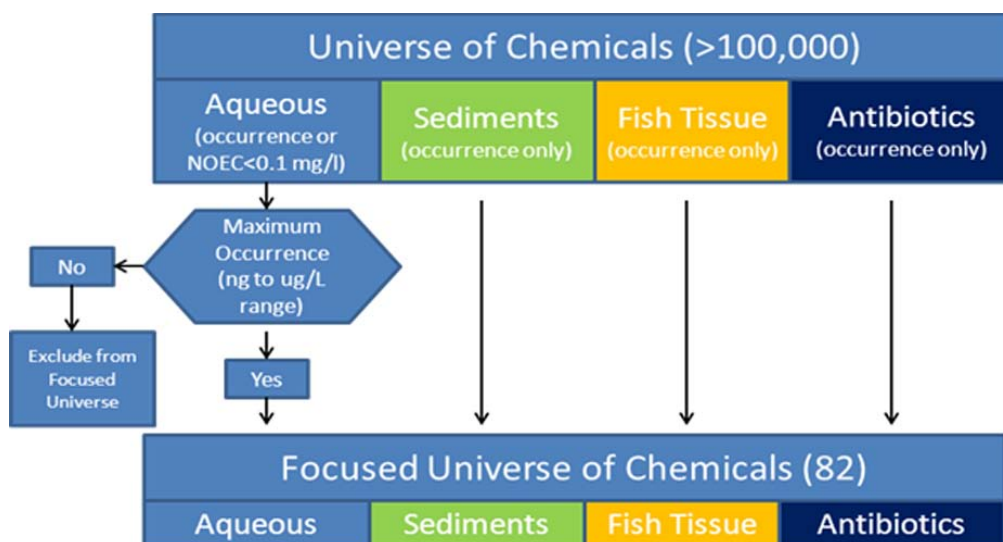 Universe of Chemicals (>100,000)
Aqueous
(occurrence or
NOEC<0.1 mg/l)
Sediments
(occurrence only)
Fish Tissue
(occurrence only)
Antibiotics
(occurrence only)
Maximum
Occurrence
(ng to ug/L
range)
No
Exclude from
Focused
Universe
Yes
Focused Universe of Chemicals (82)
Aqueous
Sediments
Fish Tissue
Antibiotics